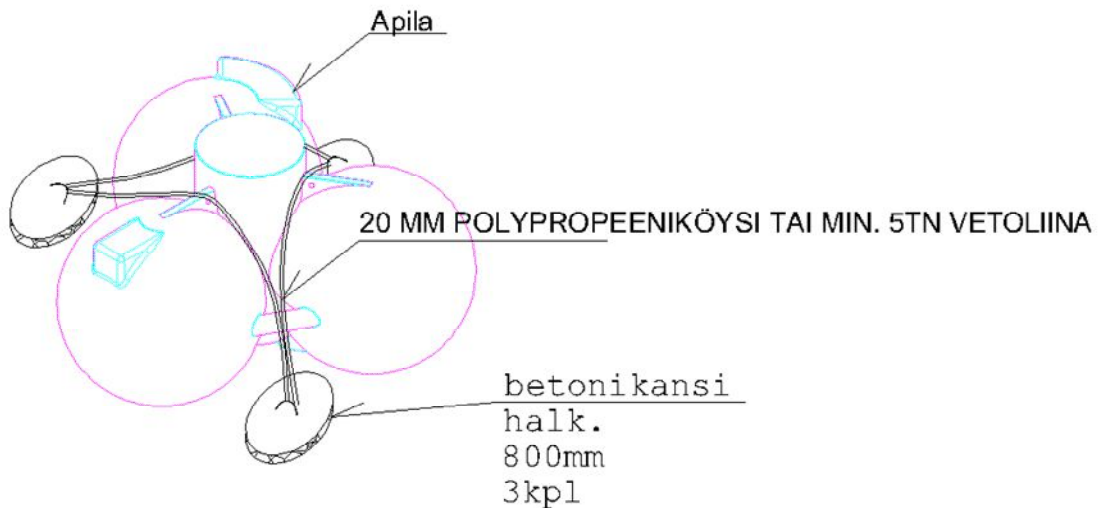 Apila
20 MM POLYPROPEENIKÖYSI TAI MIN. 5TN VETOLIINA
betonikansi
halk.
800mm
3kpl